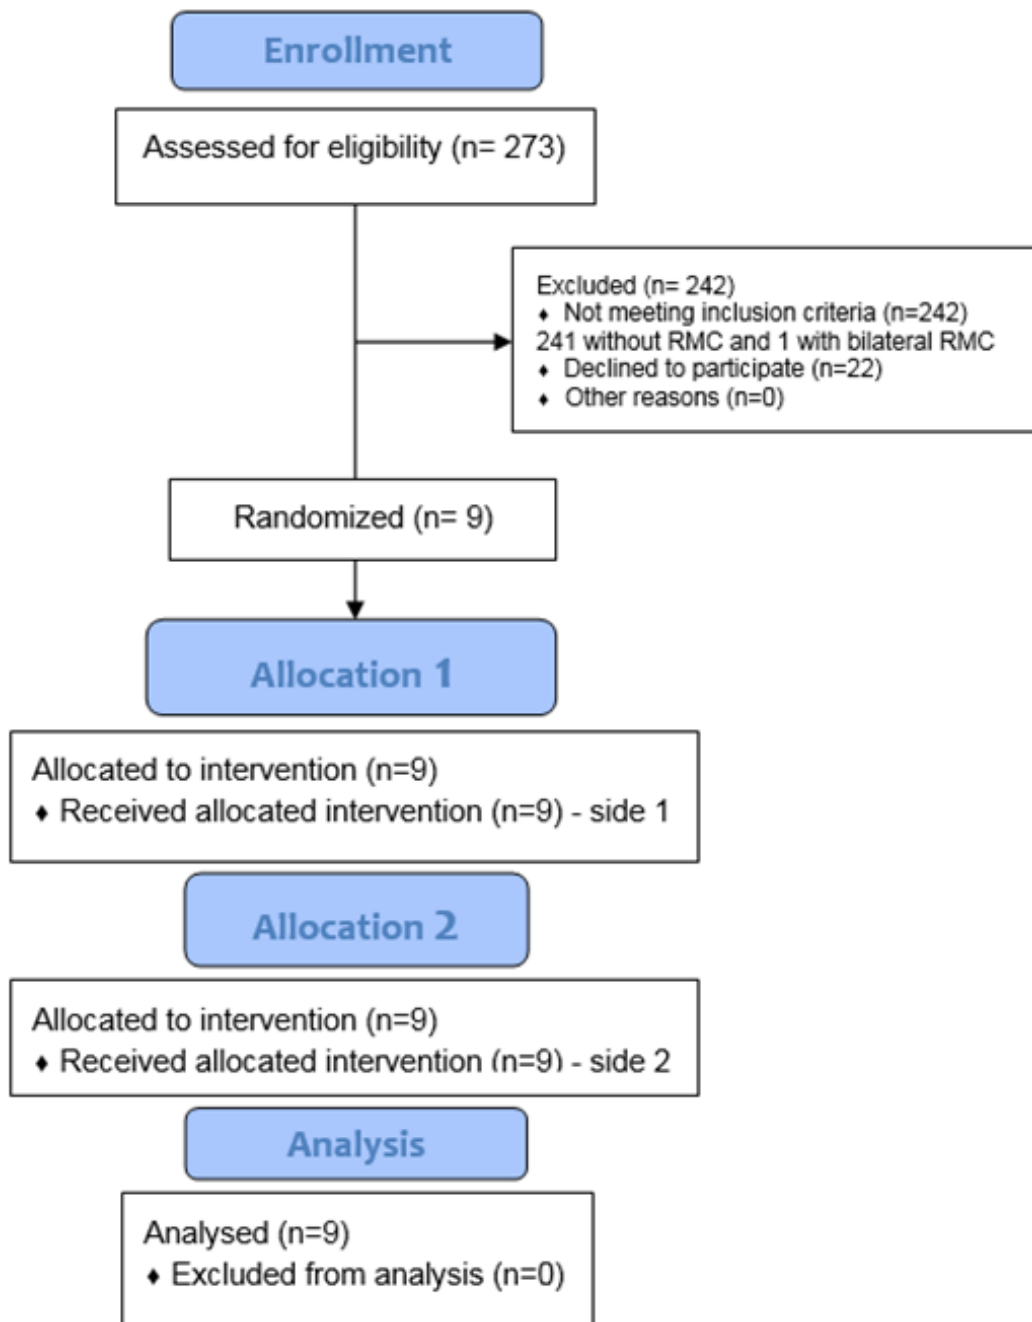 Enrollment
Assessed for eligibility (n= 273)
Excluded (n= 242)
♦ Not meeting inclusion criteria (n=242)
241 without RMC and 1 with bilateral RMC
♦ Declined to participate (n=22)
♦ Other reasons (n=0)
Randomized (n= 9)
Allocation 1
Allocated to intervention (n=9)
♦ Received allocated intervention (n=9) - side 1
Allocation 2
Allocated to intervention (n=9)
♦ Received allocated intervention (n=9) - side 2
Analysis
Analysed (n=9)
♦ Excluded from analysis (n=0)